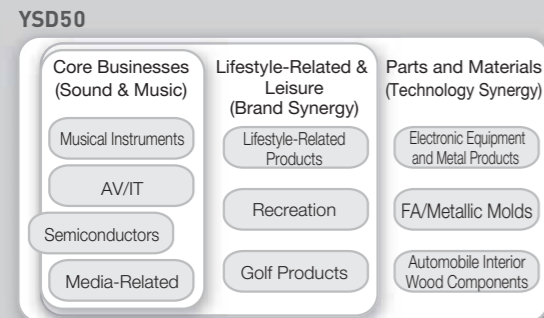 YSD50
Core Businesses
(Sound & Music)
Musical Instruments
AV/IT
Semiconductors
Media-Related
Lifestyle-Related &
Leisure
(Brand Synergy)
Lifestyle-Related
Products
Recreation
Golf Products
Parts and Materials
(Technology Synergy)
Electronic Equipment
and Metal Products
FA/Metallic Molds
Automobile Interior
Wood Components